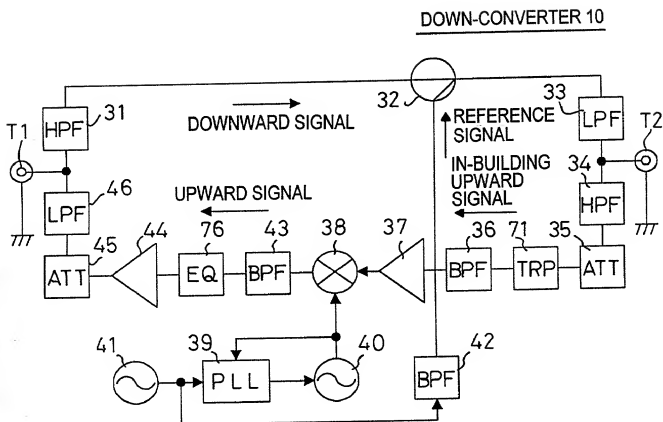 DOWN-CONVERTER 10
T1
HPF
31
DOWNWARD SIGNAL
32
REFERENCE
SIGNAL
33
LPF
T2
IN-BUILDING
UPWARD
SIGNAL
34
HPF
46
LPF
UPWARD SIGNAL
45
ATT
44
76
EQ
43
BPF
38
37
36
BPF
71
TRP
35
ATT
41
39
PLL
40
42
BPF